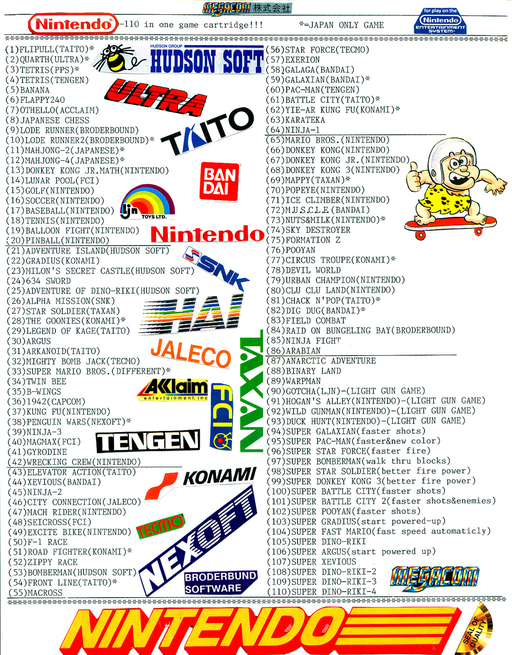 MEGACOM 株式会社
for play on the
Nintendo
ENTERTAINMENT
SYSTEM
Nintendo -110 in one game cartridge!!! *=JAPAN ONLY GAME
(1)FLIPULL(TAITO)*
(2)QUARTH(ULTRA)*
(3)TETRIS(PPS)*
(4)TETRIS(TENGEN)
(5)BANANA
(6)FLAPPY240
(7)OTHELLO(ACCLAIM)
(8)JAPANESE CHESS
(9)LODE RUNNER(BRODERBOUND)
(10)LODE RUNNER2(BRODERBUND)*
(11)MAHJONG-2(JAPANESE)*
(12)MAHJONG-4(JAPANESE)*
(13)DONKEY KONG JR.MATH(NINTENDO)
(14)LUNAR POOL(FCI)
(15)GOLF(NINTENDO)
(16)SOCCER(NINTENDO)
(17)BASEBALL(NINTENDO)
(18)TENNIS(NINTENDO)
(19)BALLOON FIGHT(NINTENDO)
(20)PINBALL(NINTENDO)
(21)ADVENTURE ISLAND(HUDSON SOFT)
(22)GRADIUS(KONAMI)
(23)MILON'S SECRET CASTLE(HUDSON SOFT)
(24)634 SWORD
(25)ADVENTURE OF DINO-RIKI(HUDSON SOFT)
(26)ALPHA MISSION(SNK)
(27)STAR SOLDIER(TAXAN)
(28)THE GOONIES(KONAMI)*
(29)LEGEND OF KAGE(TAITO)
(30)ARGUS
(31)ARKANOID(TAITO)
(32)MIGHTY BOMB JACK(TECMO)
(33)SUPER MARIO BROS.(DIFFERENT)*
(34)TWIN BEE
(35)B-WINGS
(36)1942(CAPCOM)
(37)KUNG FU(NINTENDO)
(38)PENGUIN WARS(NEXOFT)*
(39)NINJA-3
(40)MAGMAX(FCI)
(41)GYRODINE
(42)WRECKING CREW(NINTENDO)
(43)ELEVATOR ACTION(TAITO)
(44)XEVIOUS(BANDAI)
(45)NINJA-2
(46)CITY CONNECTION(JALECO)
(47)MACH RIDER(NINTENDO)
(48)SEICROSS(FCI)
(49)EXCITE BIKE(NINTENDO)
(50)F-1 RACE
(51)ROAD FIGHTER(KONAMI)*
(52)ZIPPY RACE
(53)BOMBERMAN(HUDSON SOFT)
(54)FRONT LINE(TAITO)*
(55)MACROSS
HUDSON GROUP
HUDSON SOFT
ULTRA
TAITO
BAN
DAI
ljn
TOYS LTD.
Nintendo
SNK
HAL
JALECO
TAXAN
AKKlaim
entertainment, inc.
FCI
TENGEN
KONAMI
TECMO
NEXOFT
BRODERBUND
SOFTWARE
(56)STAR FORCE(TECMO)
(57)EXERION
(58)GALAGA(BANDAI)
(59)GALAXIAN(BANDAI)*
(60)PAC-MAN(TENGEN)
(61)BATTLE CITY(TAITO)*
(62)YIE-AR KUNG FU(KONAMI)*
(63)KARATEKA
(64)NINJA-1
(65)MARIO BROS.(NINTENDO)
(66)DONKEY KONG(NINTENDO)
(67)DONKEY KONG JR.(NINTENDO)
(68)DONKEY KONG 3(NINTENDO)
(69)MAPPY(TAXAN)*
(70)POPEYE(NINTENDO)
(71)ICE CLIMBER(NINTENDO)
(72)M.U.S.C.L.E.(BANDAI)
(73)NUTS&MILK(NINTENDO)*
(74)SKY DESTROYER
(75)FORMATION Z
(76)POOYAN
(77)CIRCUS TROUPE(KONAMI)*
(78)DEVIL WORLD
(79)URBAN CHAMPION(NINTENDO)
(80)CLU CLU LAND(NINTENDO)
(81)CHACK N'POP(TAITO)*
(82)DIG DUG(BANDAI)*
(83)FIELD COMBAT
(84)RAID ON BUNGELING BAY(BRODERBOUND)
(85)NINJA FIGHT
(86)ARABIAN
(87)ANARCTIC ADVENTURE
(88)BINARY LAND
(89)WARPMAN
(90)GOTCHA(LJN)-(LIGHT GUN GAME)
(91)HOGAN'S ALLEY(NINTENDO)-(LIGHT GUN GAME)
(92)WILD GUNMAN(NINTENDO)-(LIGHT GUN GAME)
(93)DUCK HUNT(NINTENDO)-(LIGHT GUN GAME)
(94)SUPER GALAXIAN(faster shots)
(95)SUPER PAC-MAN(faster&new color)
(96)SUPER STAR FORCE(faster fire)
(97)SUPER BOMBERMAN(walk thru blocks)
(98)SUPER STAR SOLDIER(better fire power)
(99)SUPER DONKEY KONG 3(better fire power)
(100)SUPER BATTLE CITY(faster shots)
(101)SUPER BATTLE CITY 2(faster shots&enemies)
(102)SUPER POOYAN(faster shots)
(103)SUPER GRADIUS(start powered-up)
(104)SUPER FAST MARIO(fast speed automaticly)
(105)SUPER DINO-RIKI
(106)SUPER ARGUS(start powered up)
(107)SUPER XEVIOUS
(108)SUPER DINO-RIKI-2
(109)SUPER DINO-RIKI-3
(110)SUPER DINO-RIKI-4
MEGACOM
NINTENDO
SEAL OF
QUALITY